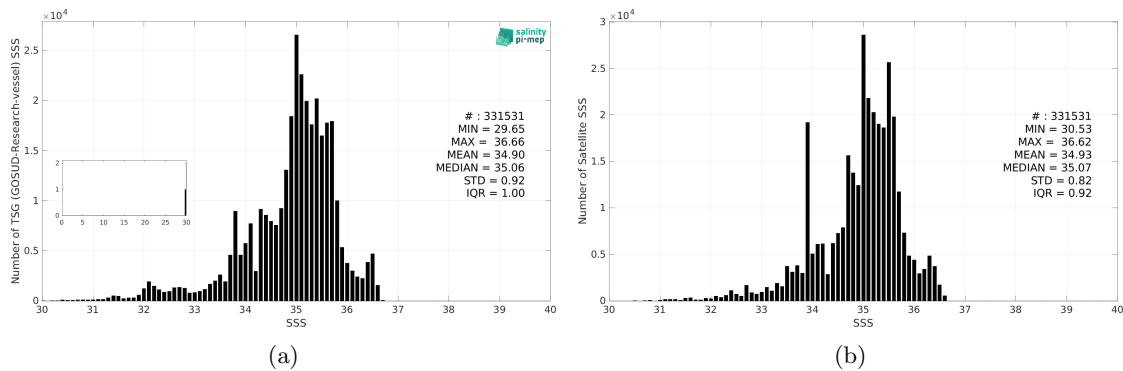 ×10⁴
2.5
2
1.5
1
0.5
0
Number of TSG (GOSUD-Research-vessel) SSS
salinity
pi-mep
# : 331531
MIN = 29.65
MAX = 36.66
MEAN = 34.90
MEDIAN = 35.06
STD = 0.92
IQR = 1.00
2
1
0
0 5 10 15 20 25 30
30 31 32 33 34 35 36 37 38 39 40
SSS
(a)
×10⁴
3
2.5
2
1.5
1
0.5
0
Number of Satellite SSS
# : 331531
MIN = 30.53
MAX = 36.62
MEAN = 34.93
MEDIAN = 35.07
STD = 0.82
IQR = 0.92
30 31 32 33 34 35 36 37 38 39 40
SSS
(b)